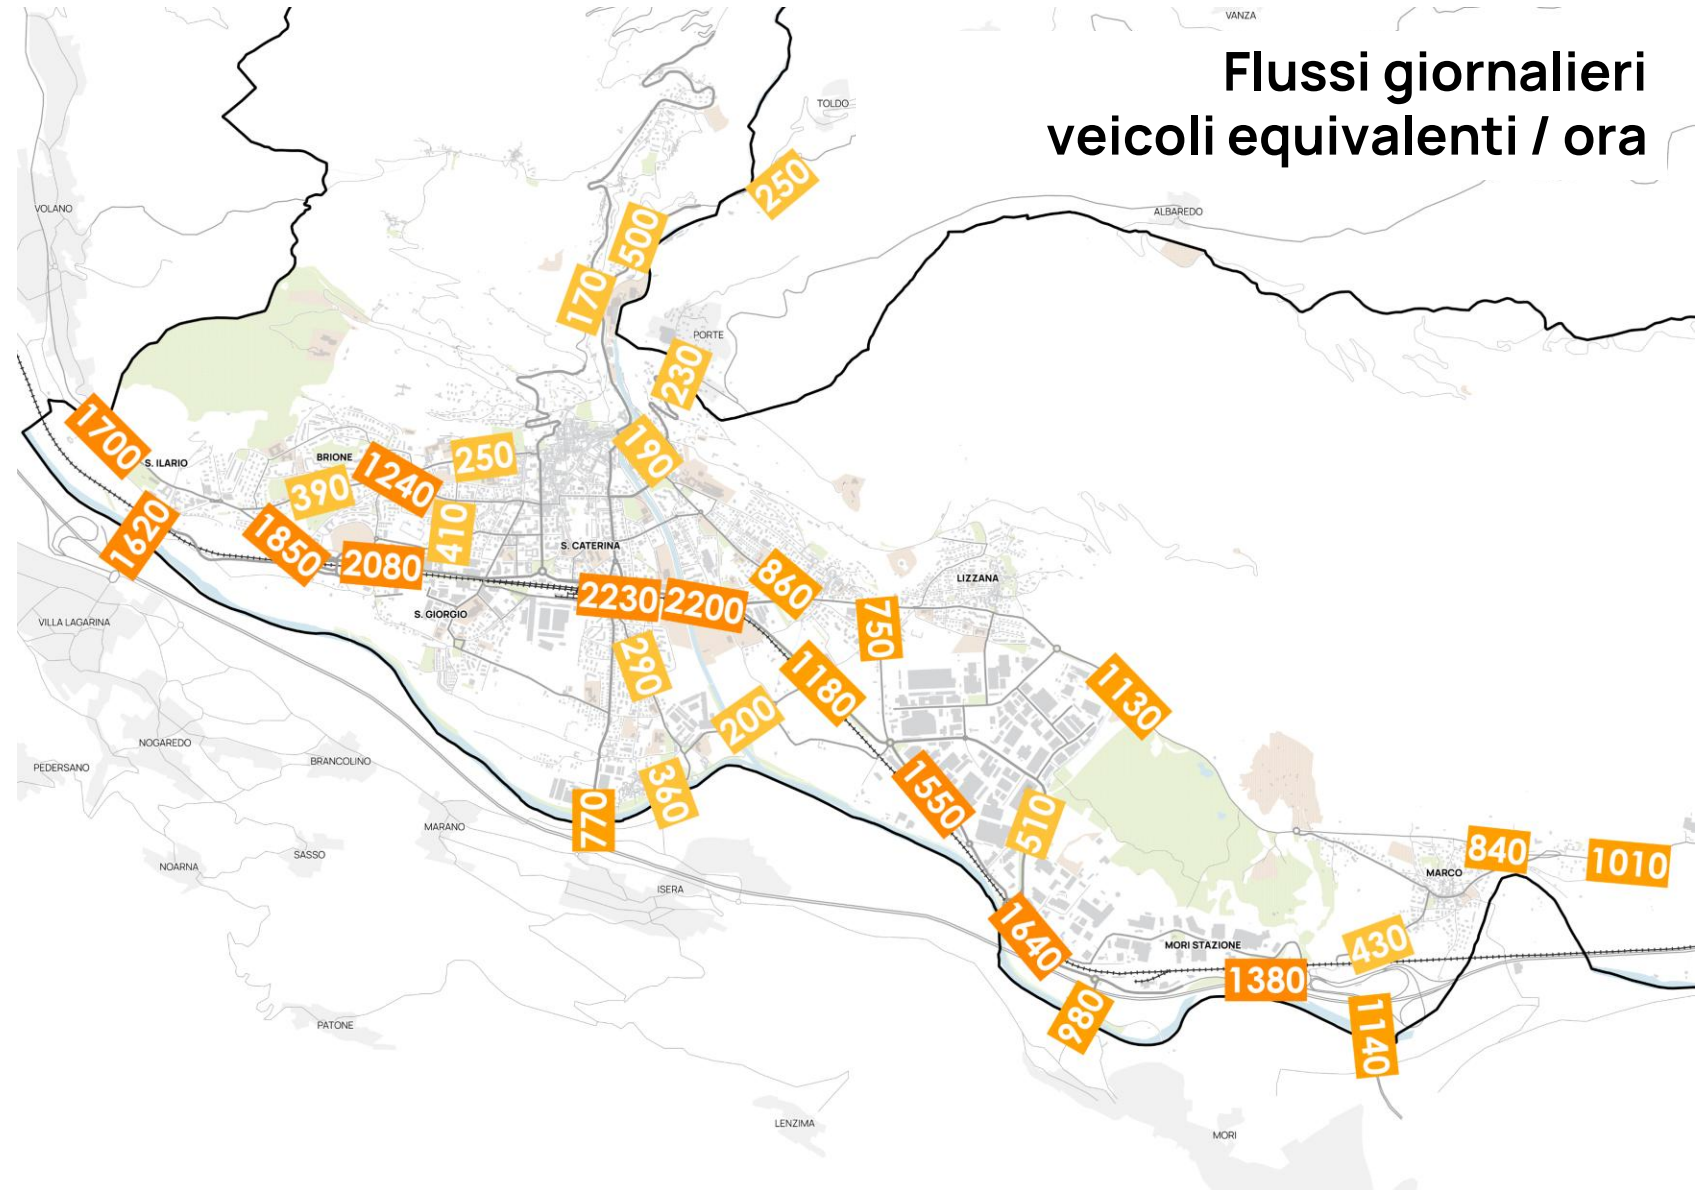 VANZA
Flussi giornalieri
veicoli equivalenti / ora
TOLDO
250
VOLANO
ALBAREDO
500
170
PORTE
230
1700
S. ILARIO
BRIONE
1240
250
190
390
1620
1850
410
2080
S. CATERINA
2230
2200
860
LIZZANA
S. GIORGIO
750
VILLA LAGARINA
290
1180
1130
200
NOGAREDO
BRANCOLINO
PEDERSANO
360
770
1550
510
MARANO
SASSO
NOARNA
ISERA
840
1010
MARCO
1640
MORI STAZIONE
430
1380
980
1140
PATONE
LENZIMA
MORI